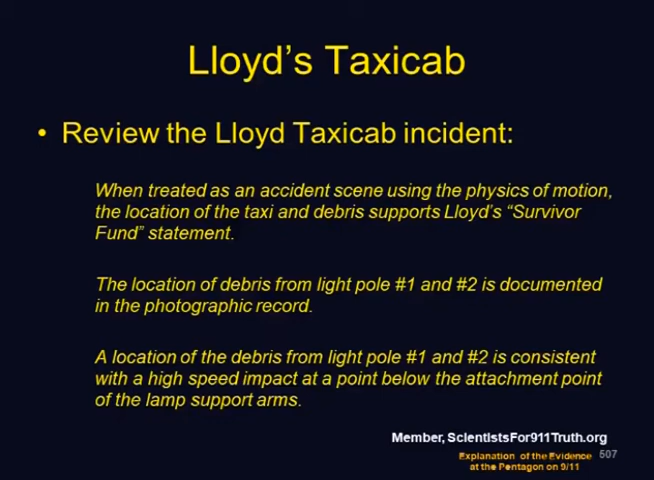 Lloyd's Taxicab
• Review the Lloyd Taxicab incident:
When treated as an accident scene using the physics of motion,
the location of the taxi and debris supports Lloyd's “Survivor
Fund” statement.
The location of debris from light pole #1 and #2 is documented
in the photographic record.
A location of the debris from light pole #1 and #2 is consistent
with a high speed impact at a point below the attachment point
of the lamp support arms.
Member, ScientistsFor911Truth.org
Explanation of the Evidence 507
at the Pentagon on 9/11